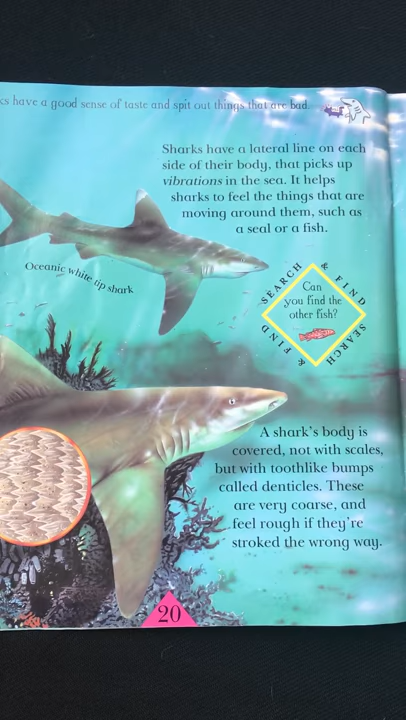 ks have a good sense of taste and spit out things that are bad.
Sharks have a lateral line on each
side of their body, that picks up
vibrations in the sea. It helps
sharks to feel the things that are
moving around them, such as
a seal or a fish.
Oceanic white tip shark
SEARCH & FIND
SEARCH & FIND
Can
you find the
other fish?
A shark's body is
covered, not with scales,
but with toothlike bumps
called denticles. These
are very coarse, and
feel rough if they're
stroked the wrong way.
20